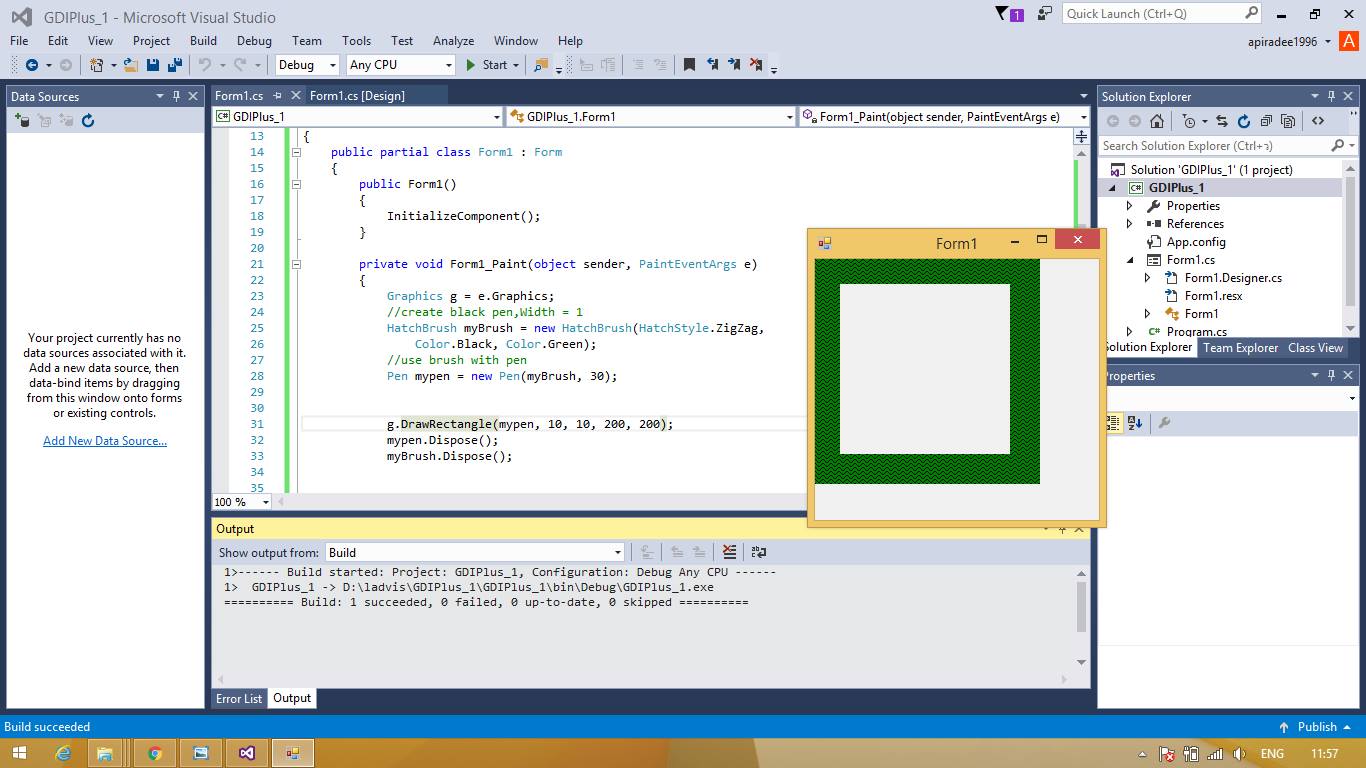 GDIPlus_1 - Microsoft Visual Studio
1
Quick Launch (Ctrl+Q)
File Edit View Project Build Debug Team Tools Test Analyze Window Help
apiradee1996 A
Debug Any CPU Start
Data Sources
Form1.cs Form1.cs [Design]
Solution Explorer
GDIPlus_1 GDIPlus_1.Form1 Form1_Paint(object sender, PaintEventArgs e)
Search Solution Explorer (Ctrl+ว)
Solution 'GDIPlus_1' (1 project)
GDIPlus_1
Properties
References
App.config
Form1.cs
Form1.Designer.cs
Form1.resx
Form1
Program.cs
Solution Explorer Team Explorer Class View
Properties
Your project currently has no
data sources associated with it.
Add a new data source, then
data-bind items by dragging
from this window onto forms
or existing controls.
Add New Data Source...
13 {
14 public partial class Form1 : Form
15 {
16 public Form1()
17 {
18 InitializeComponent();
19 }
20
21 private void Form1_Paint(object sender, PaintEventArgs e)
22 {
23 Graphics g = e.Graphics;
24 //create black pen,Width = 1
25 HatchBrush myBrush = new HatchBrush(HatchStyle.ZigZag,
26 Color.Black, Color.Green);
27 //use brush with pen
28 Pen mypen = new Pen(myBrush, 30);
29
30
31 g.DrawRectangle(mypen, 10, 10, 200, 200);
32 mypen.Dispose();
33 myBrush.Dispose();
34
35
100 %
Form1
Output
Show output from: Build
1>------ Build started: Project: GDIPlus_1, Configuration: Debug Any CPU ------
1> GDIPlus_1 -> D:\ladvis\GDIPlus_1\GDIPlus_1\bin\Debug\GDIPlus_1.exe
========== Build: 1 succeeded, 0 failed, 0 up-to-date, 0 skipped ==========
Error List Output
Build succeeded
Publish
ENG 11:57